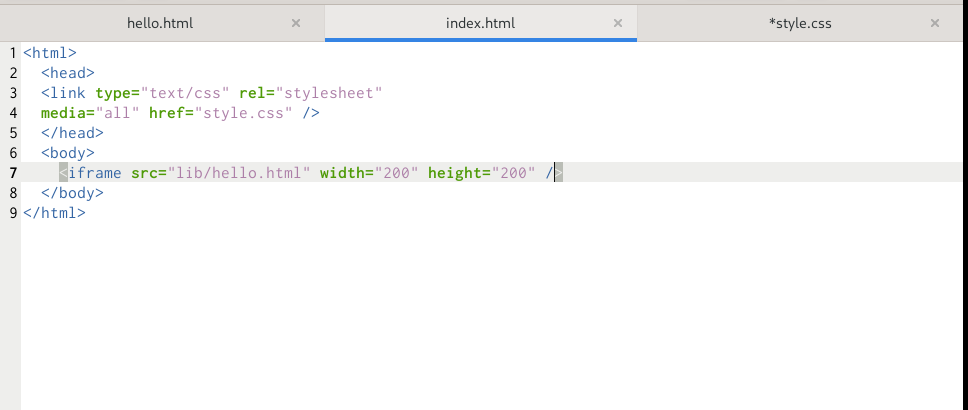 hello.html × index.html × *style.css ×
1 <html>
2 <head>
3 <link type="text/css" rel="stylesheet"
4 media="all" href="style.css" />
5 </head>
6 <body>
7 <iframe src="lib/hello.html" width="200" height="200" />
8 </body>
9 </html>